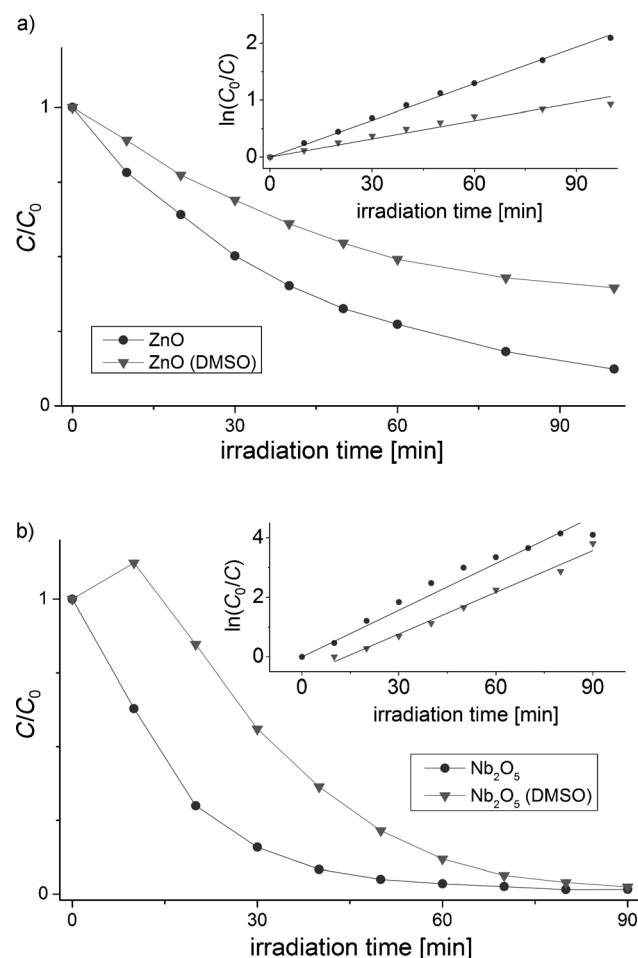 a)
2
1
0
ln(C₀/C)
0 30 60 90
irradiation time [min]
1
0
C/C₀
ZnO
ZnO (DMSO)
0 30 60 90
irradiation time [min]
b)
4
2
0
ln(C₀/C)
0 30 60 90
irradiation time [min]
1
0
C/C₀
Nb₂O₅
Nb₂O₅ (DMSO)
0 30 60 90
irradiation time [min]